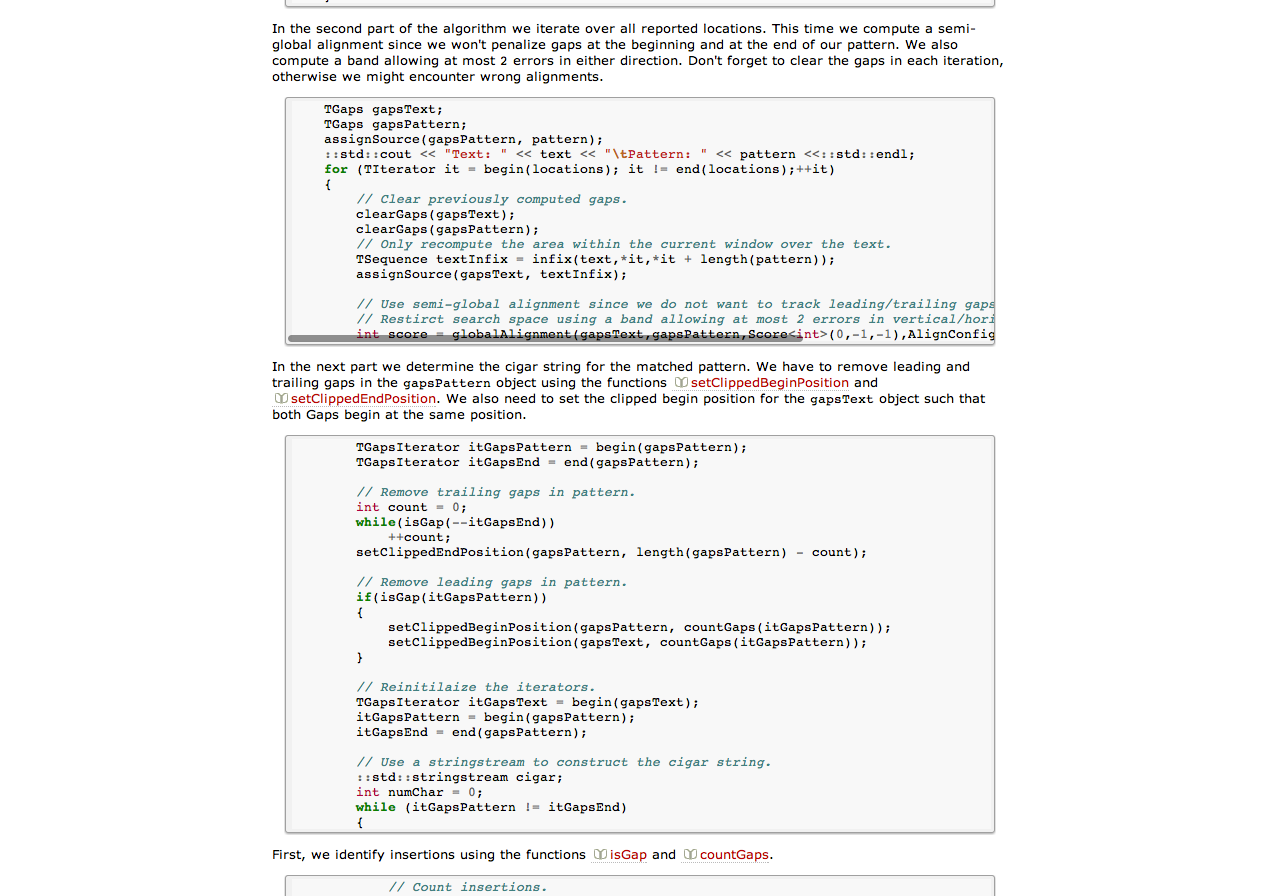 In the second part of the algorithm we iterate over all reported locations. This time we compute a semi-
global alignment since we won't penalize gaps at the beginning and at the end of our pattern. We also
compute a band allowing at most 2 errors in either direction. Don't forget to clear the gaps in each iteration,
otherwise we might encounter wrong alignments.
TGaps gapsText;
TGaps gapsPattern;
assignSource(gapsPattern, pattern);
::std::cout << "Text: " << text << "\tPattern: " << pattern <<::std::endl;
for (TIterator it = begin(locations); it != end(locations);++it)
{
// Clear previously computed gaps.
clearGaps(gapsText);
clearGaps(gapsPattern);
// Only recompute the area within the current window over the text.
TSequence textInfix = infix(text,*it,*it + length(pattern));
assignSource(gapsText, textInfix);
// Use semi-global alignment since we do not want to track leading/trailing gaps
// Restirct search space using a band allowing at most 2 errors in vertical/hori
int score = globalAlignment(gapsText,gapsPattern,Score<int>(0,-1,-1),AlignConfig
In the next part we determine the cigar string for the matched pattern. We have to remove leading and
trailing gaps in the gapsPattern object using the functions setClippedBeginPosition and
setClippedEndPosition. We also need to set the clipped begin position for the gapsText object such that
both Gaps begin at the same position.
TGapsIterator itGapsPattern = begin(gapsPattern);
TGapsIterator itGapsEnd = end(gapsPattern);
// Remove trailing gaps in pattern.
int count = 0;
while(isGap(--itGapsEnd))
++count;
setClippedEndPosition(gapsPattern, length(gapsPattern) - count);
// Remove leading gaps in pattern.
if(isGap(itGapsPattern))
{
setClippedBeginPosition(gapsPattern, countGaps(itGapsPattern));
setClippedBeginPosition(gapsText, countGaps(itGapsPattern));
}
// Reinitilaize the iterators.
TGapsIterator itGapsText = begin(gapsText);
itGapsPattern = begin(gapsPattern);
itGapsEnd = end(gapsPattern);
// Use a stringstream to construct the cigar string.
::std::stringstream cigar;
int numChar = 0;
while (itGapsPattern != itGapsEnd)
{
First, we identify insertions using the functions isGap and countGaps.
// Count insertions.